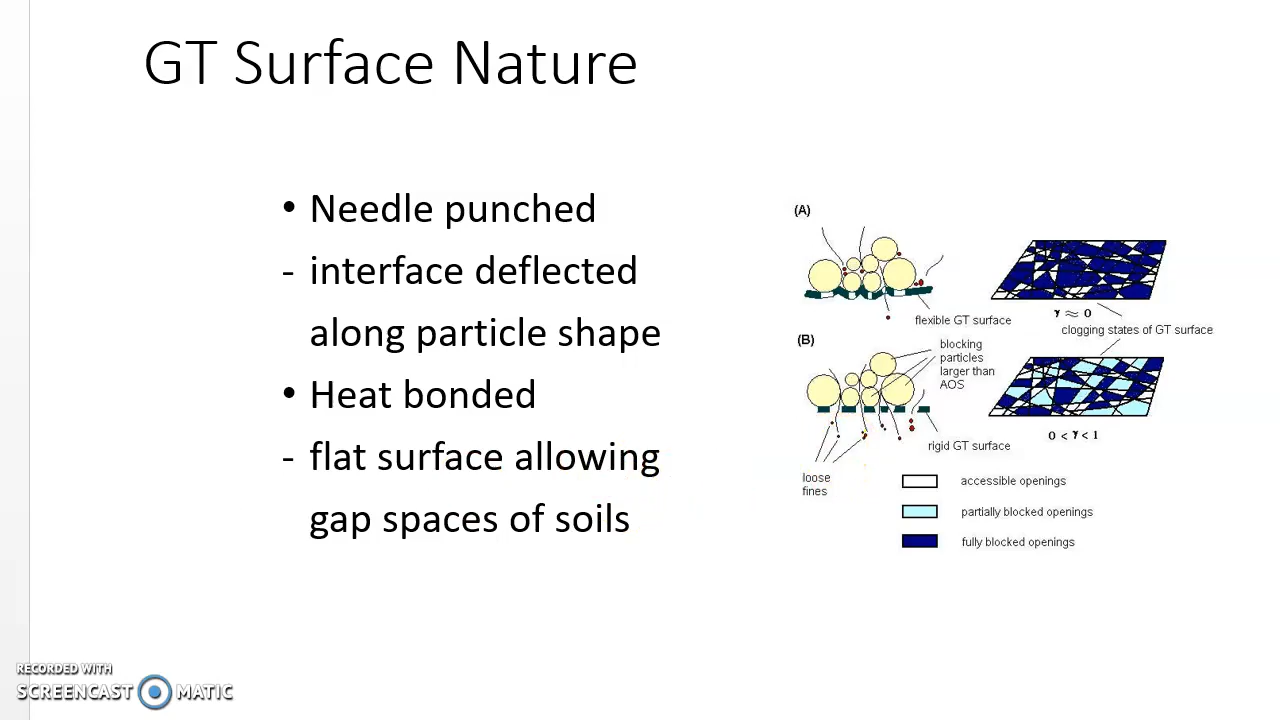 GT Surface Nature
• Needle punched
- interface deflected
along particle shape
• Heat bonded
- flat surface allowing
gap spaces of soils
(A)
flexible GT surface
γ ≈ 0
clogging states of GT surface
(B)
blocking
particles
larger than
AOS
rigid GT surface
0 < γ < 1
loose
fines
accessible openings
partially blocked openings
fully blocked openings
RECORDED WITH
SCREENCAST MATIC